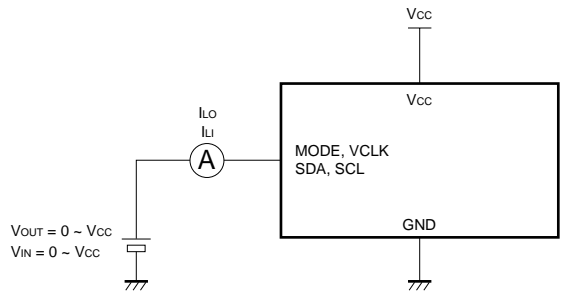 Vcc
Vcc
ILO
ILI
A
MODE, VCLK
SDA, SCL
GND
VOUT = 0 ~ Vcc
VIN = 0 ~ Vcc